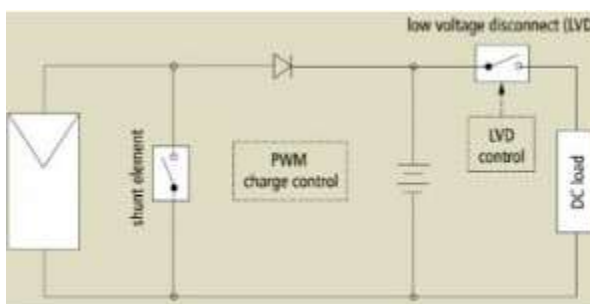 low voltage disconnect (LVD
shunt element
PWM
charge control
LVD
control
DC load